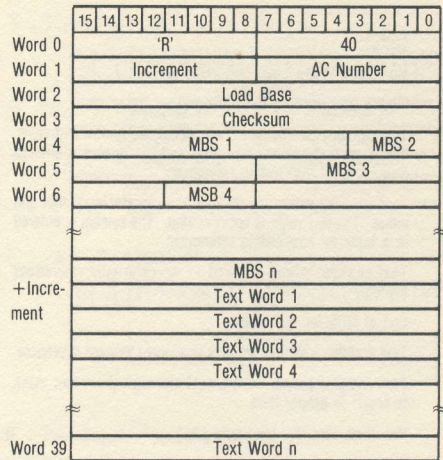 15 14 13 12 11 10 9 8 7 6 5 4 3 2 1 0
Word 0 'R' 40
Word 1 Increment AC Number
Word 2 Load Base
Word 3 Checksum
Word 4 MBS 1 MBS 2
Word 5 MBS 3
Word 6 MSB 4
MBS n
+Incre-
ment
Text Word 1
Text Word 2
Text Word 3
Text Word 4
Word 39 Text Word n